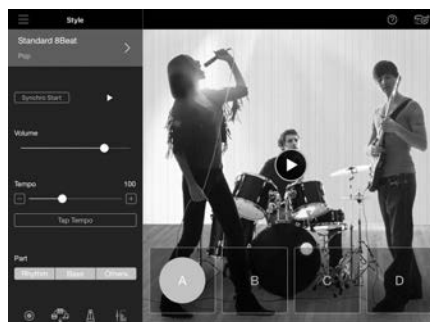 Style
Standard 8Beat
Pop
Synchro Start
Volume
Tempo 100
Tap Tempo
Part
Rhythm Bass Others
A B C D